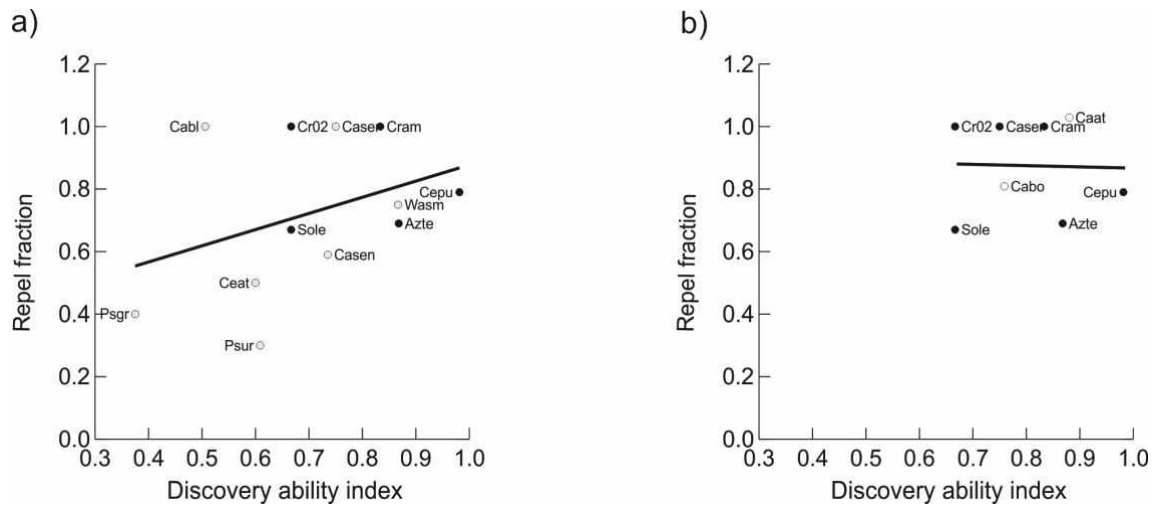 a)
1.2
1.0
0.8
0.6
0.4
0.2
0.0
Repel fraction
Cabl
Cr02
Caser
Cram
Cepu
Wasm
Azte
Sole
Casen
Ceat
Psgr
Psur
0.3 0.4 0.5 0.6 0.7 0.8 0.9 1.0
Discovery ability index
b)
1.2
1.0
0.8
0.6
0.4
0.2
0.0
Repel fraction
Caat
Cr02
Caser
Cram
Cabo
Cepu
Sole
Azte
0.3 0.4 0.5 0.6 0.7 0.8 0.9 1.0
Discovery ability index